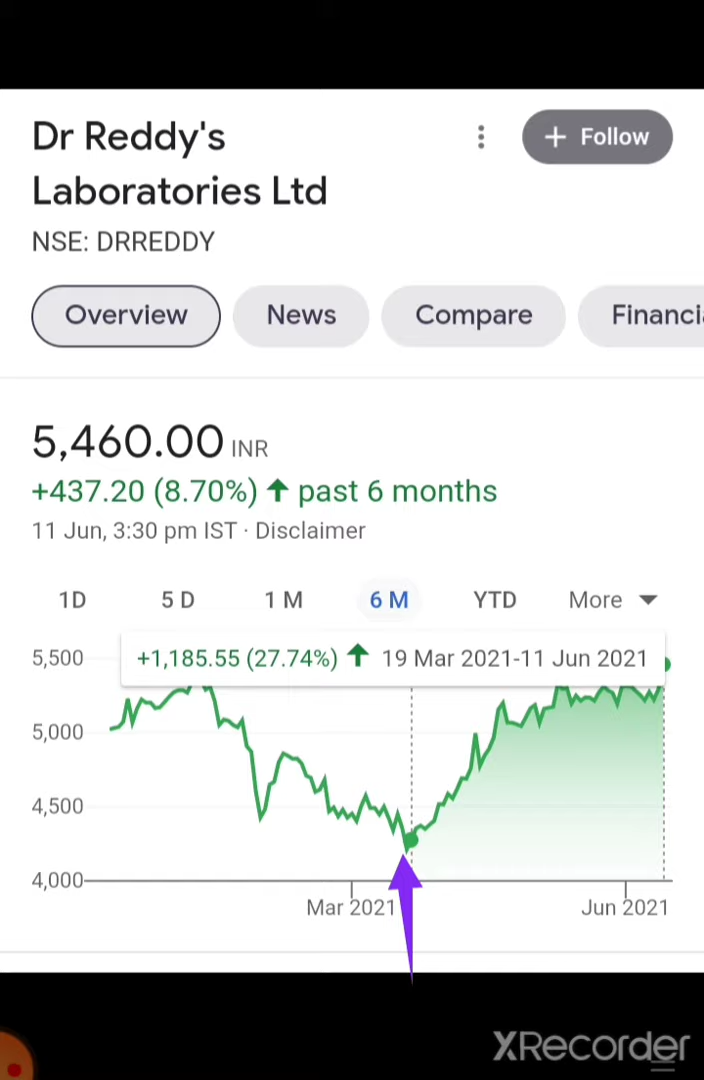 Dr Reddy's
Laboratories Ltd
+ Follow
NSE: DRREDDY
Overview News Compare Financi
5,460.00 INR
+437.20 (8.70%) ↑ past 6 months
11 Jun, 3:30 pm IST · Disclaimer
1D 5 D 1 M 6 M YTD More
+1,185.55 (27.74%) ↑ 19 Mar 2021-11 Jun 2021
5,500
5,000
4,500
4,000
Mar 2021 Jun 2021
XRecorder